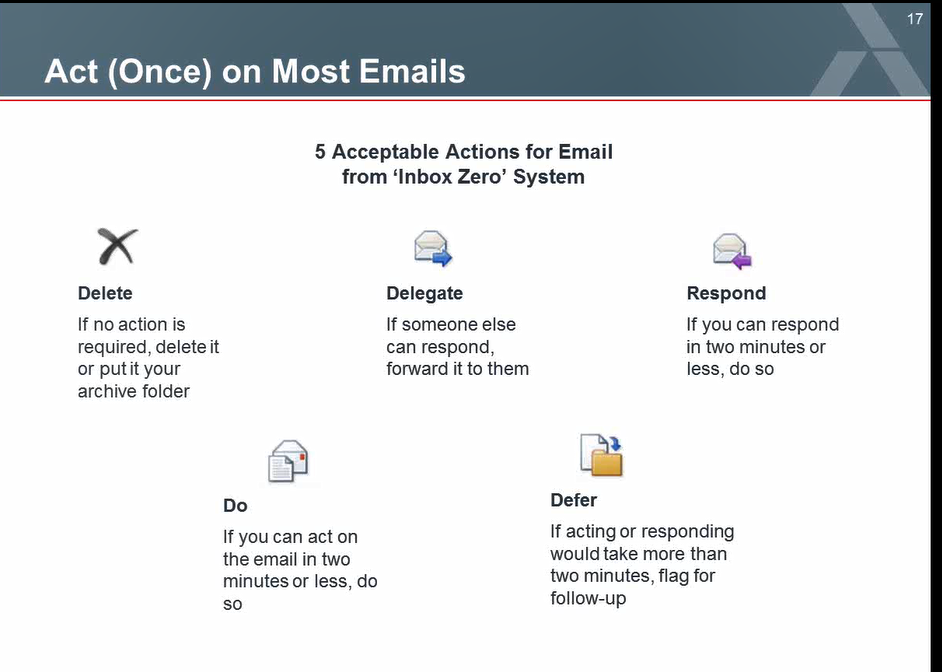 17
Act (Once) on Most Emails
5 Acceptable Actions for Email
from ‘Inbox Zero’ System
Delete
If no action is
required, delete it
or put it your
archive folder
Delegate
If someone else
can respond,
forward it to them
Respond
If you can respond
in two minutes or
less, do so
Do
If you can act on
the email in two
minutes or less, do
so
Defer
If acting or responding
would take more than
two minutes, flag for
follow-up